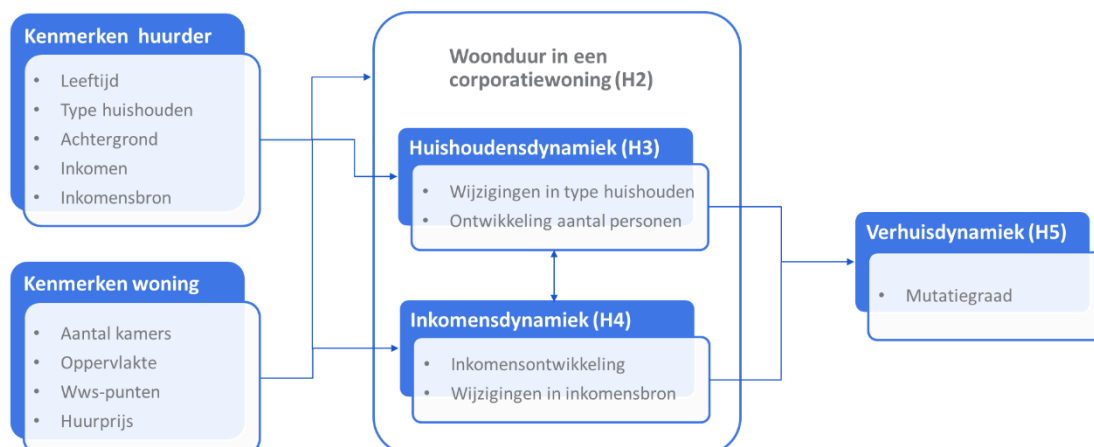 Kenmerken huurder
• Leeftijd
• Type huishouden
• Achtergrond
• Inkomen
• Inkomensbron
Kenmerken woning
• Aantal kamers
• Oppervlakte
• Wws-punten
• Huurprijs
Woonduur in een
corporatiewoning (H2)
Huishoudensdynamiek (H3)
• Wijzigingen in type huishouden
• Ontwikkeling aantal personen
Inkomensdynamiek (H4)
• Inkomensontwikkeling
• Wijzigingen in inkomensbron
Verhuisdynamiek (H5)
• Mutatiegraad